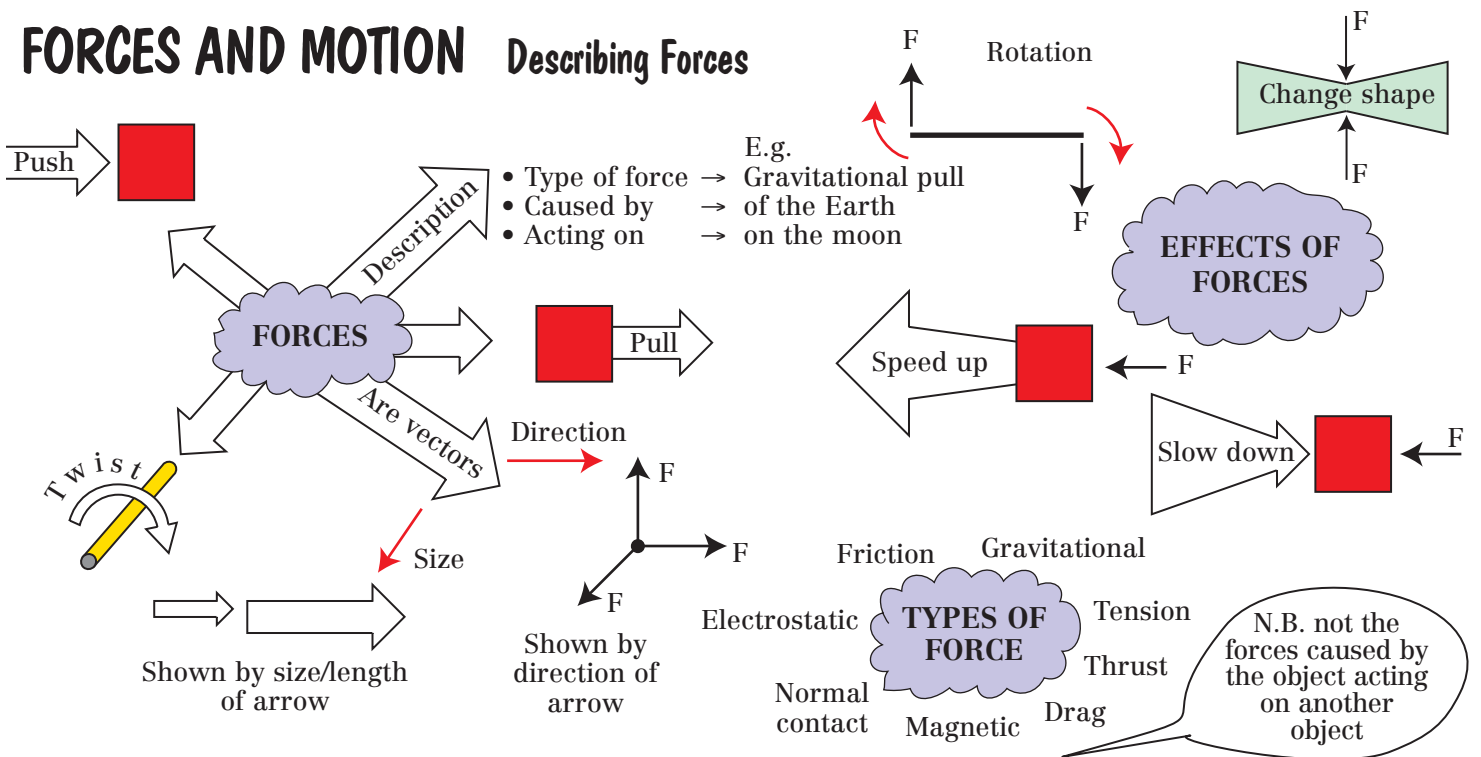 FORCES AND MOTION Describing Forces
F
Rotation
F
F
Change shape
F
Push
Description
E.g.
• Type of force → Gravitational pull
• Caused by → of the Earth
• Acting on → on the moon
EFFECTS OF
FORCES
FORCES
Pull
Speed up
F
Are vectors
Direction
Slow down
F
Twist
F
F
F
Size
Shown by size/length
of arrow
Shown by
direction of
arrow
Friction
Gravitational
Electrostatic
TYPES OF
FORCE
Tension
Thrust
Normal
contact
Magnetic
Drag
N.B. not the
forces caused by
the object acting
on another
object